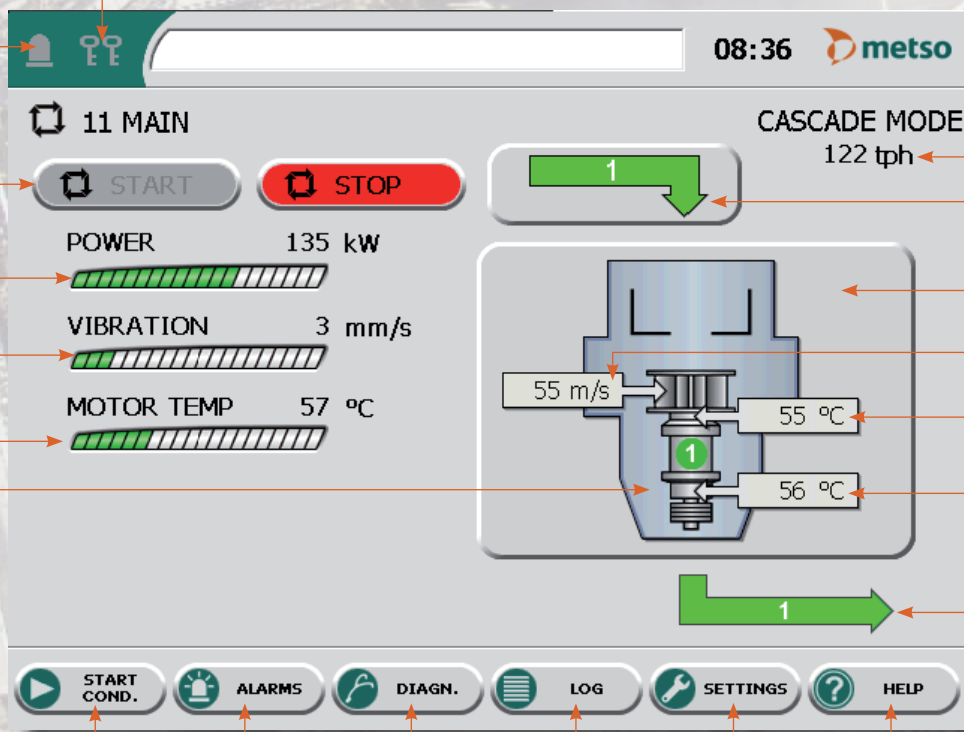 08:36 metso
11 MAIN
CASCADE MODE
122 tph
START STOP
1
POWER 135 kW
VIBRATION 3 mm/s
MOTOR TEMP 57 ºC
55 m/s
55 ºC
1
56 ºC
1
START COND.
ALARMS
DIAGN.
LOG
SETTINGS
? HELP